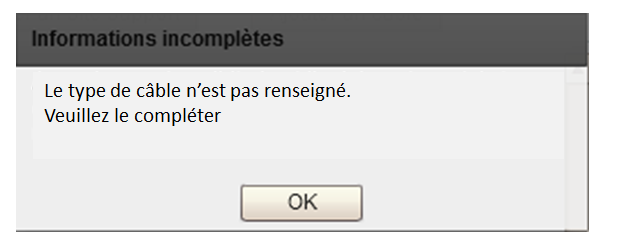 Informations incomplètes
Le type de câble n’est pas renseigné.
Veuillez le compléter
OK